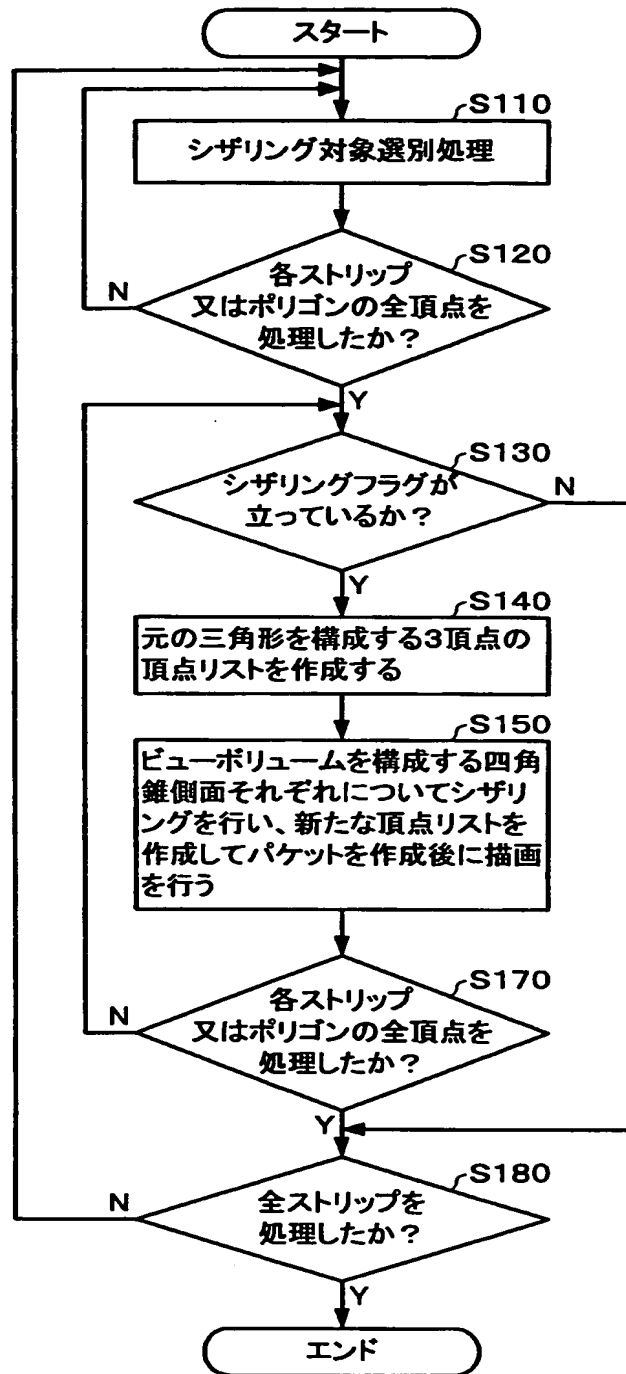 スタート
S110
シザリング対象選別処理
S120
各ストリップ
又はポリゴンの全頂点を
処理したか？
N
Y
S130
シザリングフラグが
立っているか？
N
Y
S140
元の三角形を構成する3頂点の
頂点リストを作成する
S150
ビューボリュームを構成する四角
錐側面それぞれについてシザリ
ングを行い、新たな頂点リストを
作成してパケットを作成後に描画
を行う
S170
各ストリップ
又はポリゴンの全頂点を
処理したか？
N
Y
S180
全ストリップを
処理したか？
N
Y
エンド